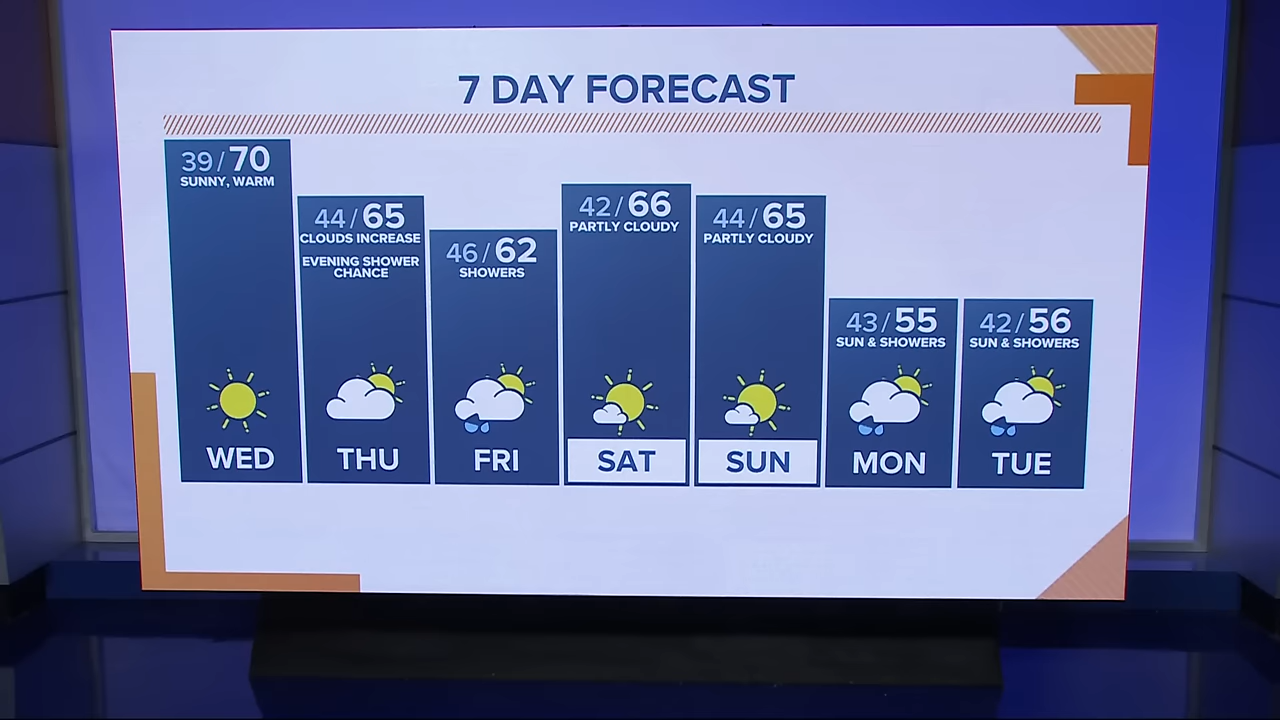 7 DAY FORECAST
39/70
SUNNY, WARM
WED
44/65
CLOUDS INCREASE
EVENING SHOWER
CHANCE
THU
46/62
SHOWERS
FRI
42/66
PARTLY CLOUDY
SAT
44/65
PARTLY CLOUDY
SUN
43/55
SUN & SHOWERS
MON
42/56
SUN & SHOWERS
TUE